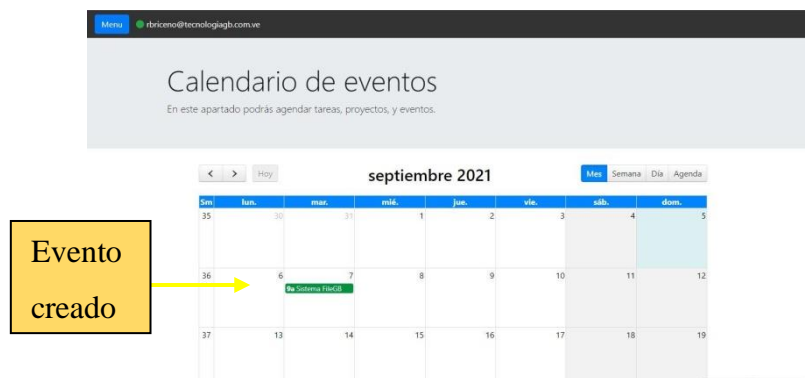 Menu rbriceno@tecnologiagb.com.ve
Calendario de eventos
En este apartado podrás agendar tareas, proyectos, y eventos.
< > Hoy septiembre 2021 Mes Semana Día Agenda
Sm lun. mar. mié. jue. vie. sáb. dom.
35 30 31 1 2 3 4 5
Evento
creado
36 6 7 8 9 10 11 12
9a Sistema FileGB
37 13 14 15 16 17 18 19